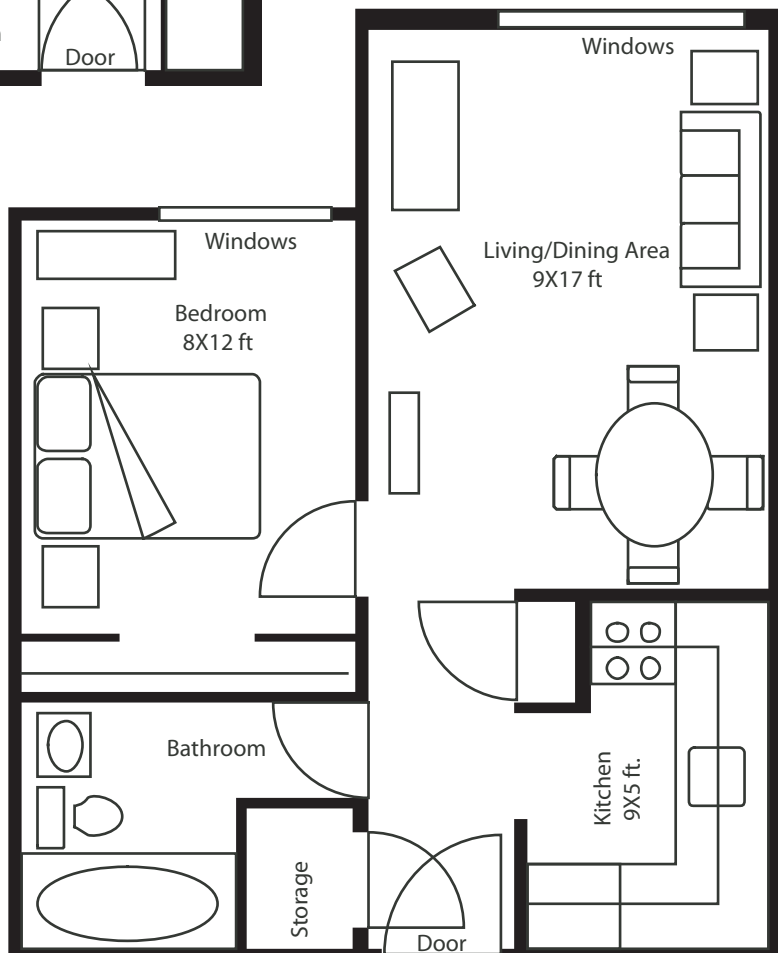 Door
Windows
Windows
Living/Dining Area
9X17 ft
Bedroom
8X12 ft
Bathroom
Kitchen
9X5 ft.
Storage
Door